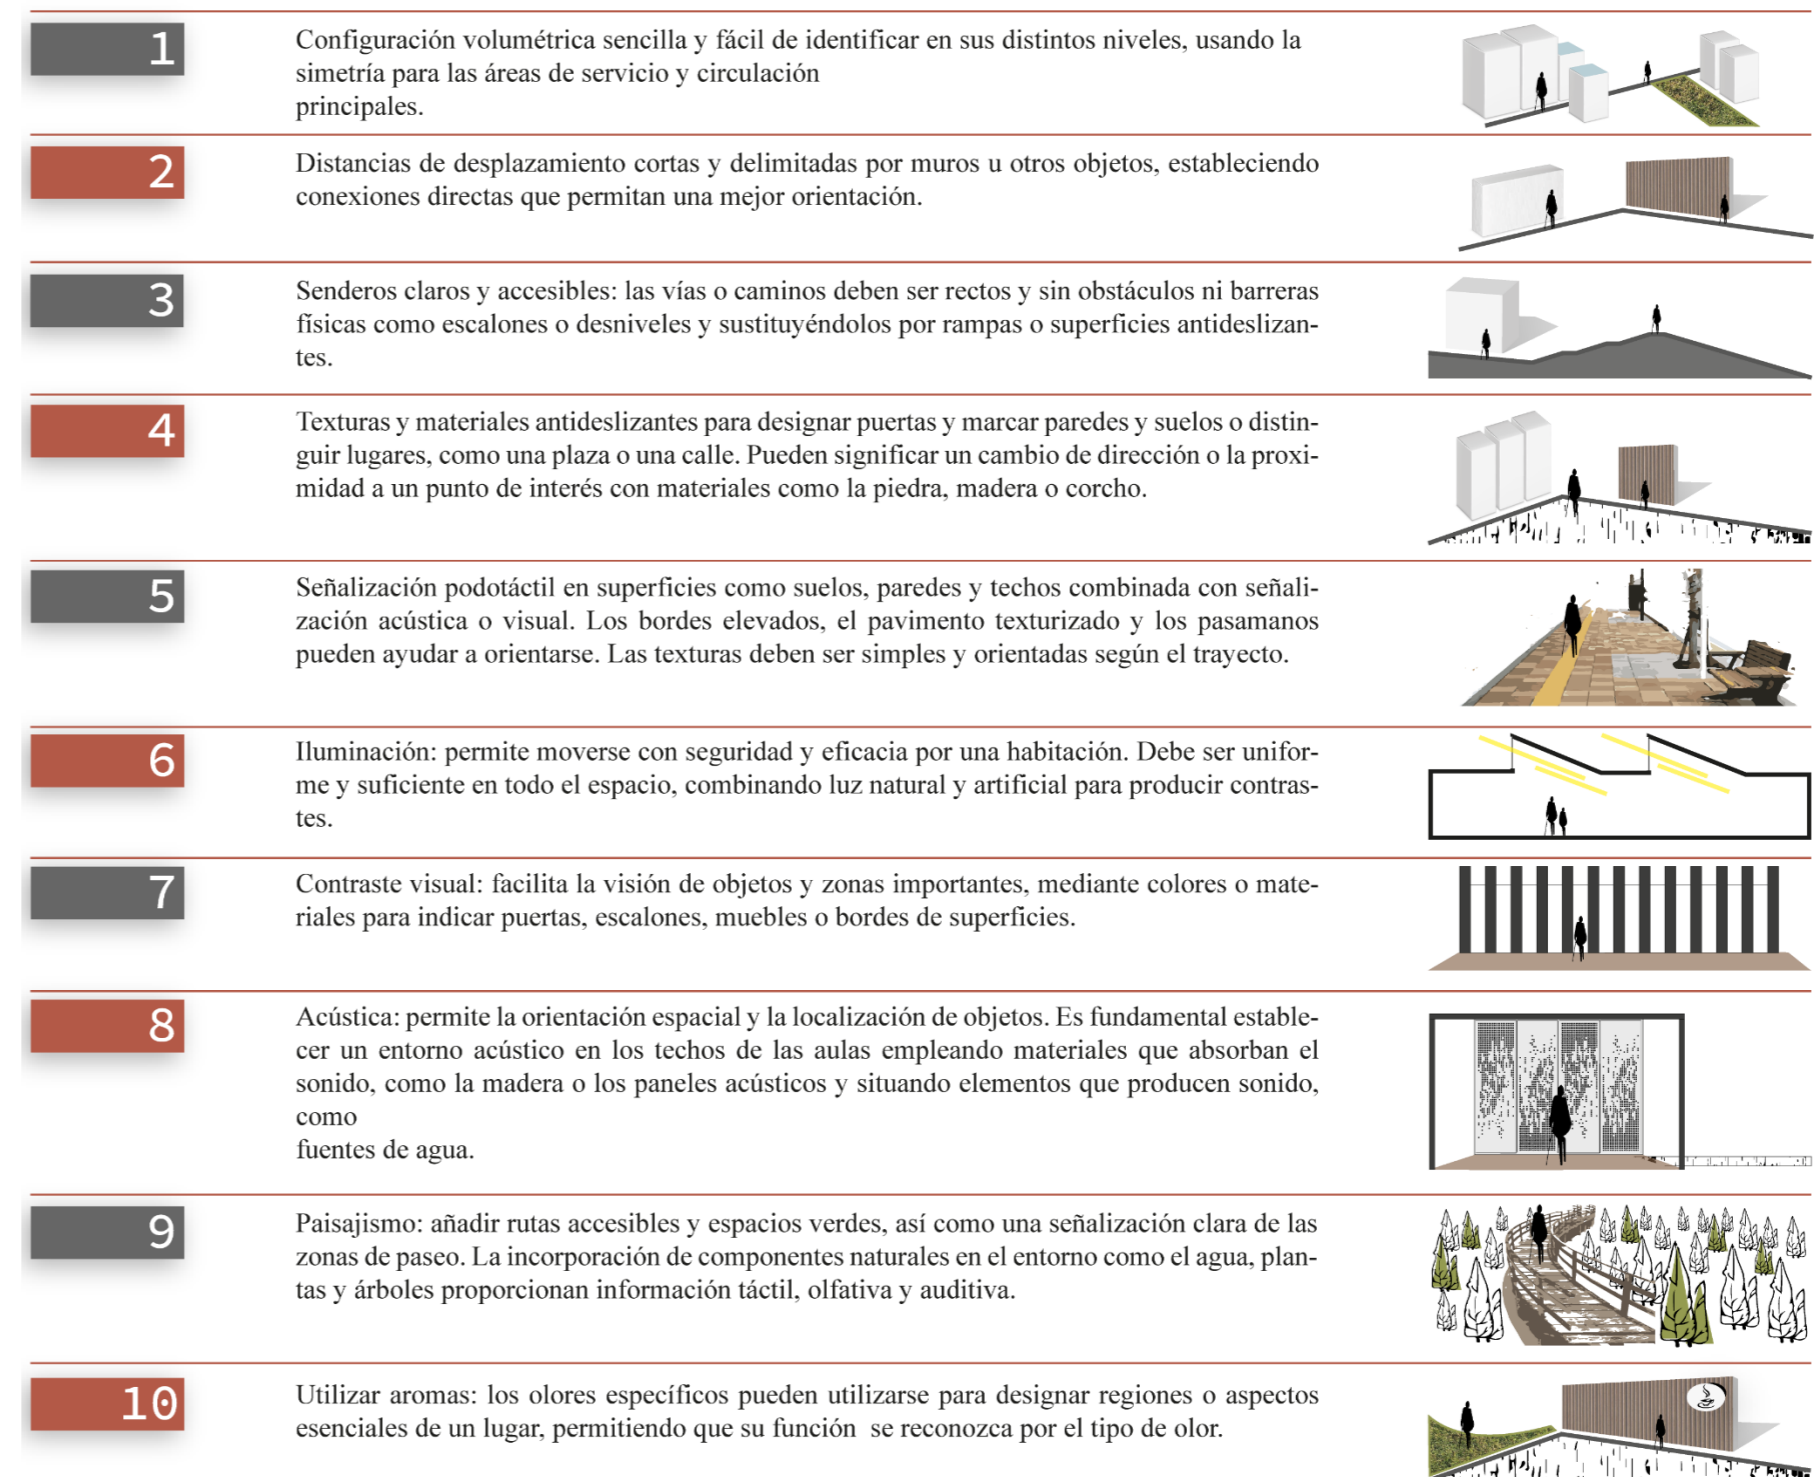 1
Configuración volumétrica sencilla y fácil de identificar en sus distintos niveles, usando la
simetría para las áreas de servicio y circulación
principales.
2
Distancias de desplazamiento cortas y delimitadas por muros u otros objetos, estableciendo
conexiones directas que permitan una mejor orientación.
3
Senderos claros y accesibles: las vías o caminos deben ser rectos y sin obstáculos ni barreras
físicas como escalones o desniveles y sustituyéndolos por rampas o superficies antideslizan-
tes.
4
Texturas y materiales antideslizantes para designar puertas y marcar paredes y suelos o distin-
guir lugares, como una plaza o una calle. Pueden significar un cambio de dirección o la proxi-
midad a un punto de interés con materiales como la piedra, madera o corcho.
5
Señalización podotáctil en superficies como suelos, paredes y techos combinada con señali-
zación acústica o visual. Los bordes elevados, el pavimento texturizado y los pasamanos
pueden ayudar a orientarse. Las texturas deben ser simples y orientadas según el trayecto.
6
Iluminación: permite moverse con seguridad y eficacia por una habitación. Debe ser unifor-
me y suficiente en todo el espacio, combinando luz natural y artificial para producir contras-
tes.
7
Contraste visual: facilita la visión de objetos y zonas importantes, mediante colores o mate-
riales para indicar puertas, escalones, muebles o bordes de superficies.
8
Acústica: permite la orientación espacial y la localización de objetos. Es fundamental estable-
cer un entorno acústico en los techos de las aulas empleando materiales que absorban el
sonido, como la madera o los paneles acústicos y situando elementos que producen sonido,
como
fuentes de agua.
9
Paisajismo: añadir rutas accesibles y espacios verdes, así como una señalización clara de las
zonas de paseo. La incorporación de componentes naturales en el entorno como el agua, plan-
tas y árboles proporcionan información táctil, olfativa y auditiva.
10
Utilizar aromas: los olores específicos pueden utilizarse para designar regiones o aspectos
esenciales de un lugar, permitiendo que su función se reconozca por el tipo de olor.